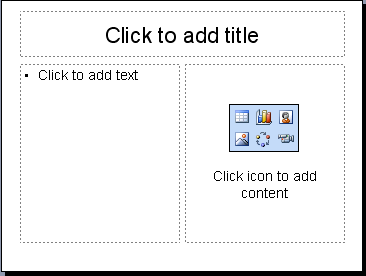 Click to add title
• Click to add text
Click icon to add
content